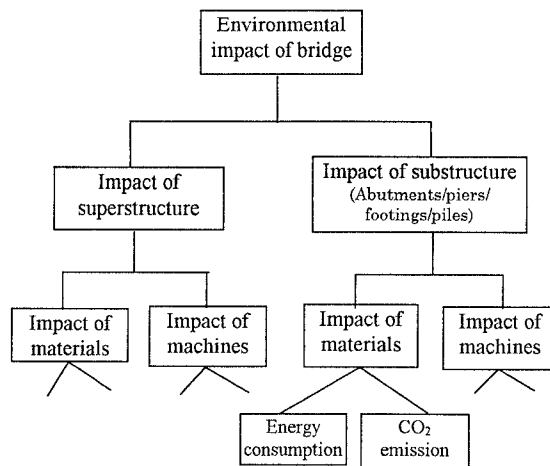 Environmental
impact of bridge
Impact of
superstructure
Impact of substructure
(Abutments/piers/
footings/piles)
Impact of
materials
Impact of
machines
Impact of
materials
Impact of
machines
Energy
consumption
CO₂
emission